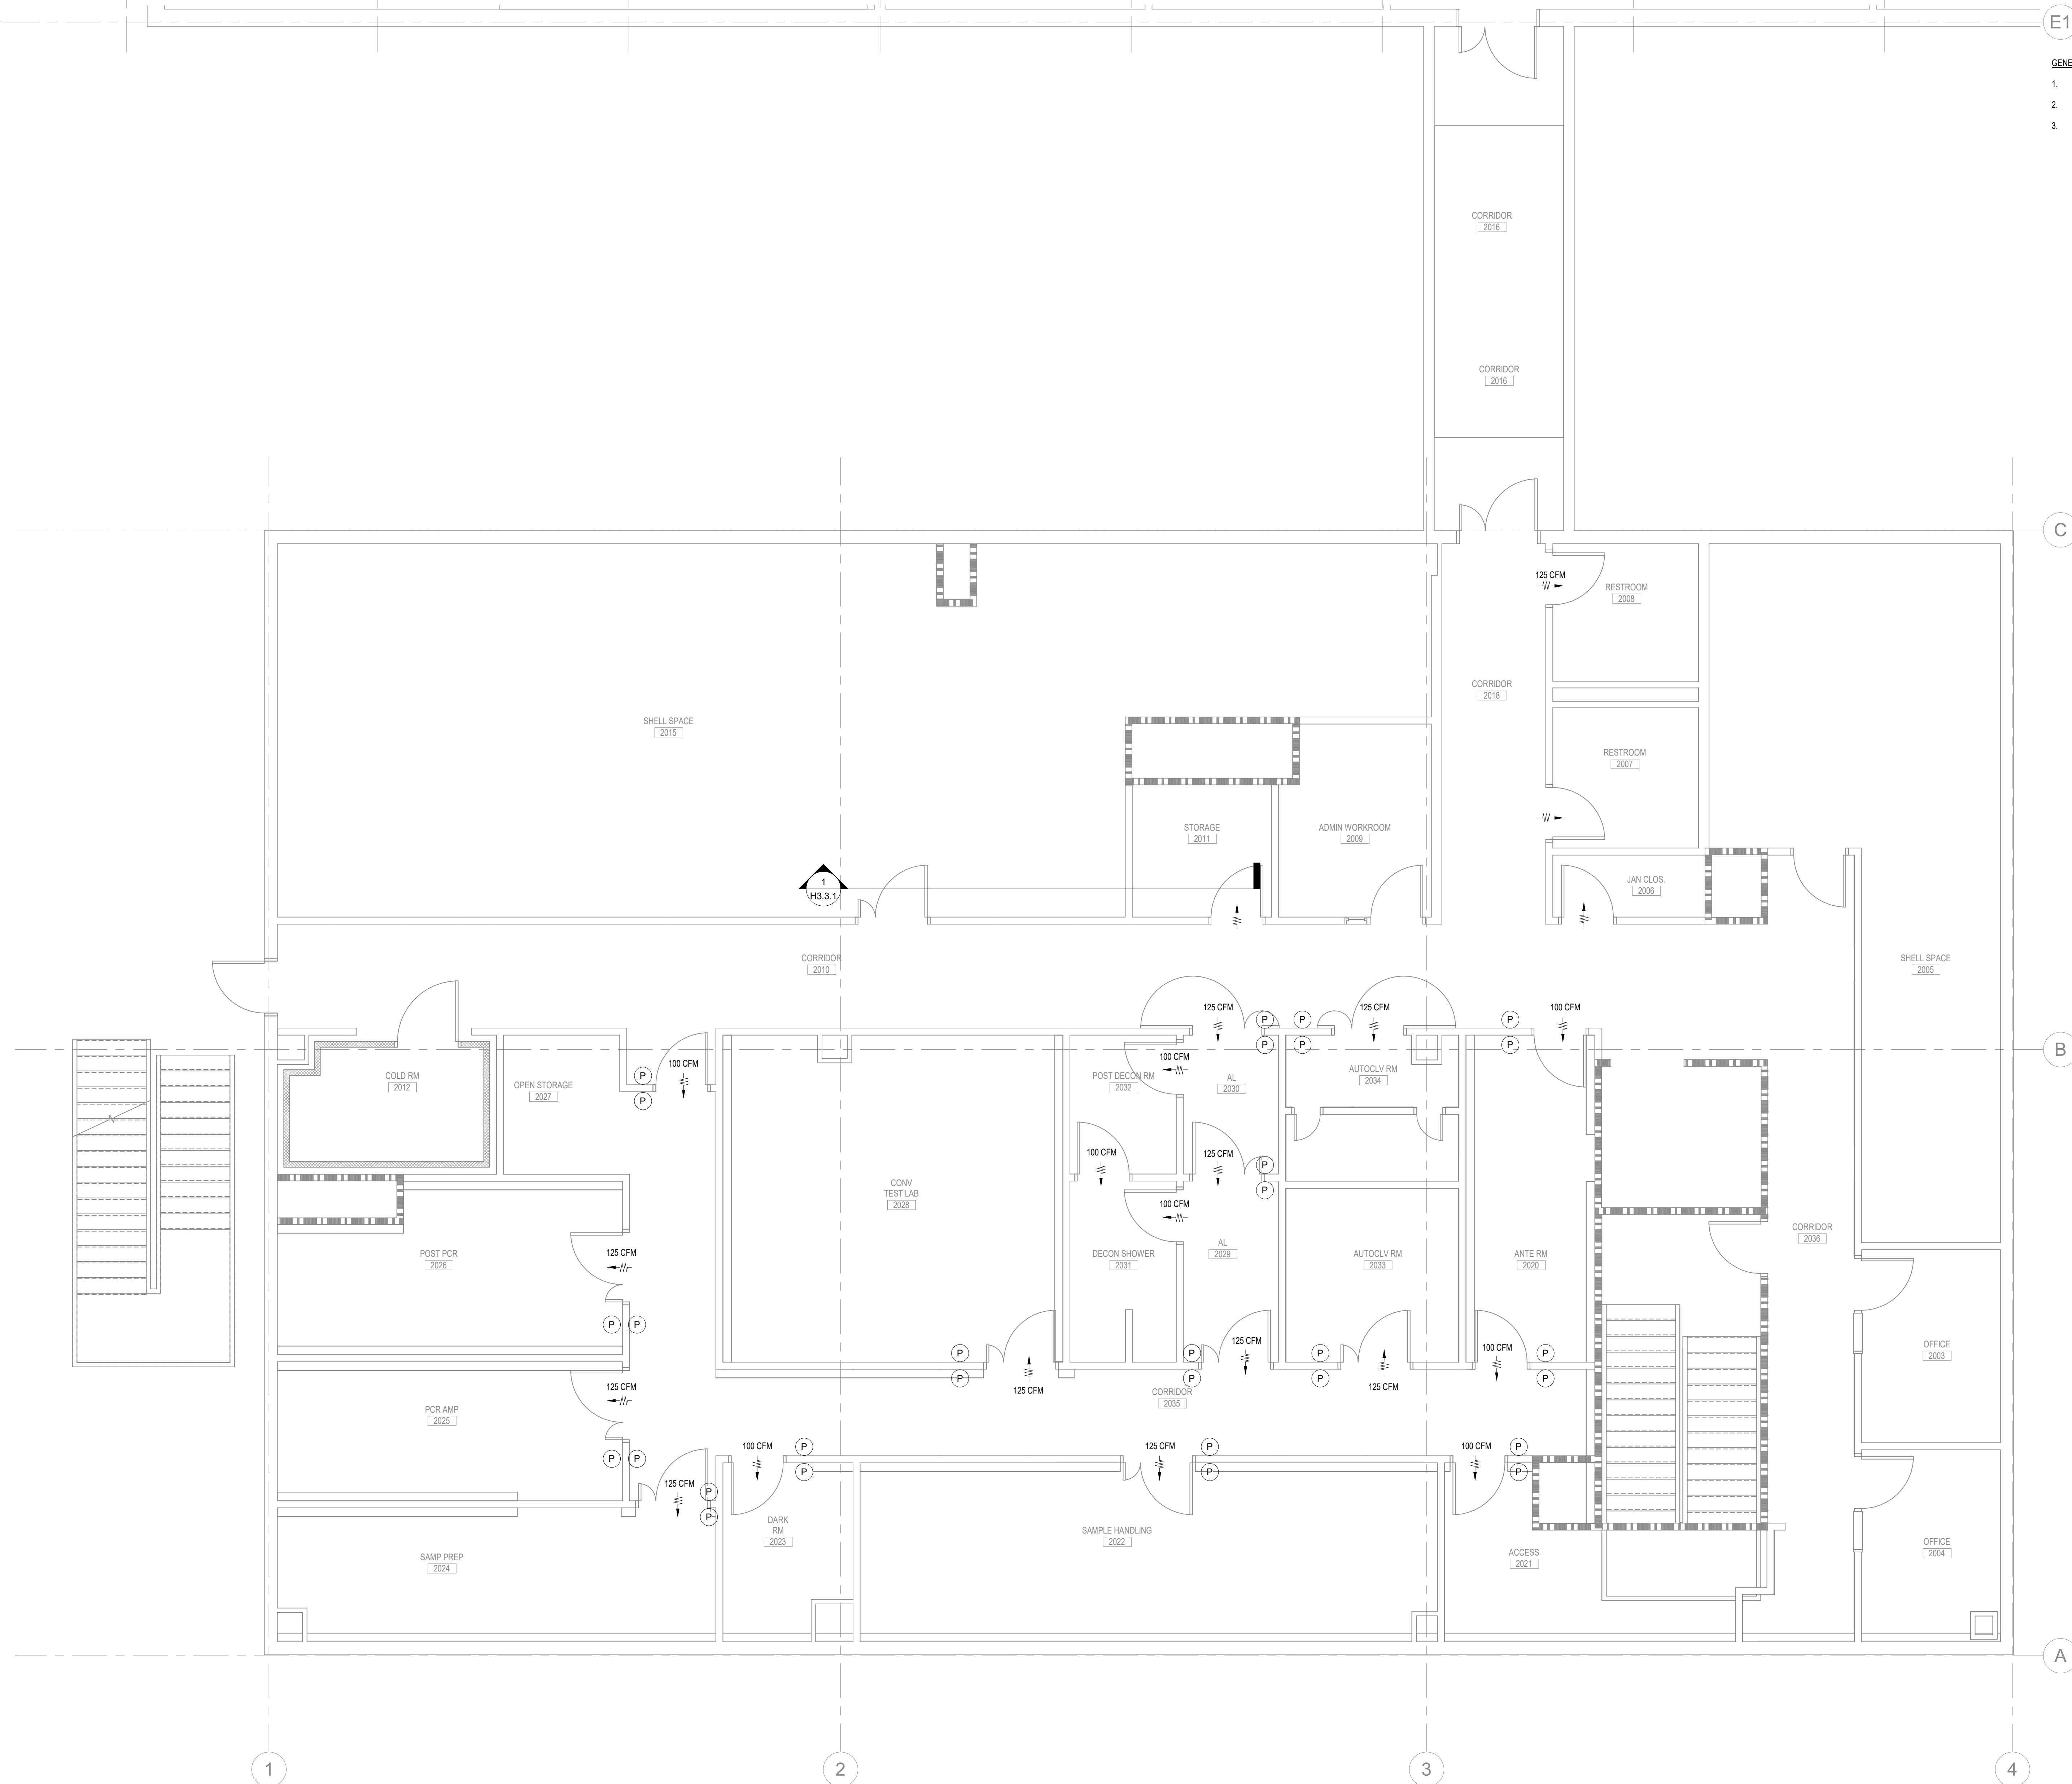 E1
GENE
1.
2.
3.
CORRIDOR
2016
CORRIDOR
2016
C
125 CFM
RESTROOM
2008
CORRIDOR
2018
SHELL SPACE
2015
RESTROOM
2007
STORAGE
2011
ADMIN WORKROOM
2009
1
H3.3.1
JAN CLOS.
2006
CORRIDOR
2010
SHELL SPACE
2005
125 CFM
P
P
125 CFM
P
100 CFM
P
P
P
P
B
100 CFM
100 CFM
P
P
COLD RM
2012
OPEN STORAGE
2027
POST DECON RM
2032
AL
2030
AUTOCLV RM
2034
100 CFM
125 CFM
P
P
CONV
TEST LAB
2028
100 CFM
CORRIDOR
2036
POST PCR
2026
125 CFM
DECON SHOWER
2031
AL
2029
AUTOCLV RM
2033
ANTE RM
2020
P
P
125 CFM
100 CFM
OFFICE
2003
P
P
P
P
P
P
P
P
125 CFM
125 CFM
125 CFM
CORRIDOR
2035
PCR AMP
2025
100 CFM
P
125 CFM
P
100 CFM
P
P
P
P
P
P
125 CFM
P
P
DARK
RM
2023
SAMPLE HANDLING
2022
ACCESS
2021
OFFICE
2004
SAMP PREP
2024
A
1
2
3
4